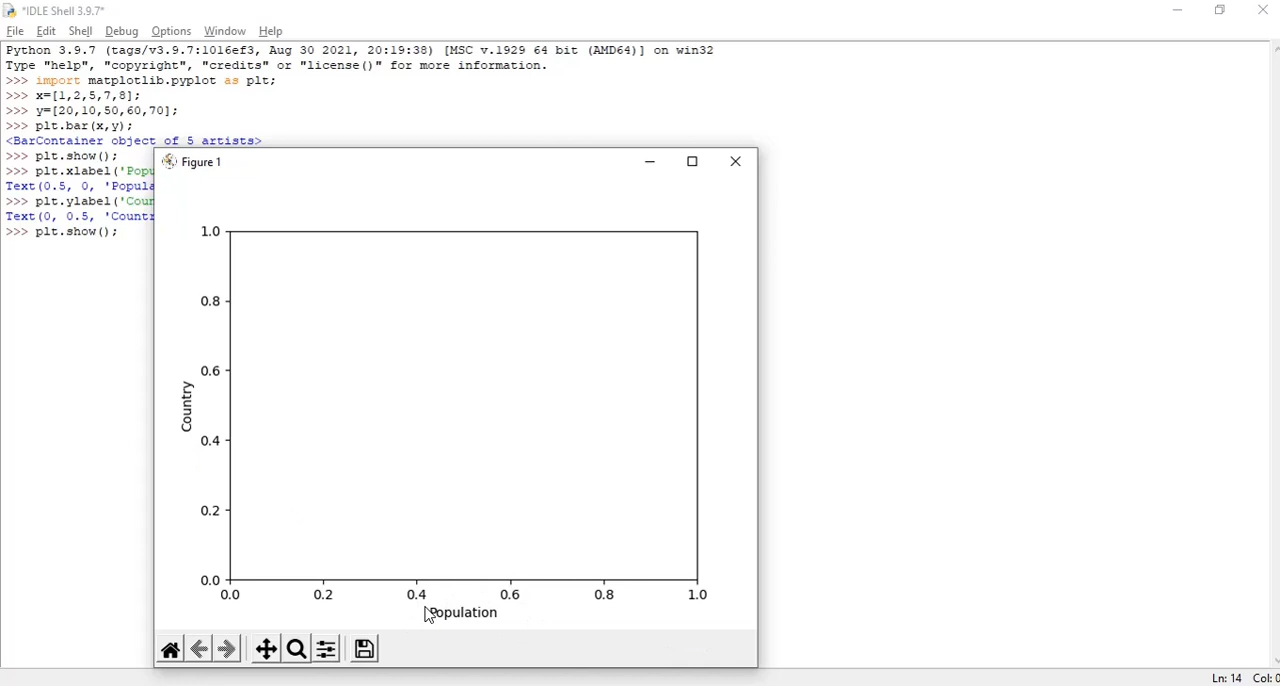 *IDLE Shell 3.9.7*
File Edit Shell Debug Options Window Help
Python 3.9.7 (tags/v3.9.7:1016ef3, Aug 30 2021, 20:19:38) [MSC v.1929 64 bit (AMD64)] on win32
Type "help", "copyright", "credits" or "license()" for more information.
>>> import matplotlib.pyplot as plt;
>>> x=[1,2,5,7,8];
>>> y=[20,10,50,60,70];
>>> plt.bar(x,y);
<BarContainer object of 5 artists>
>>> plt.show();
>>> plt.xlabel('Popu
Text(0.5, 0, 'Popula
>>> plt.ylabel('Coun
Text(0, 0.5, 'Countr
>>> plt.show();
Figure 1
1.0
0.8
0.6
0.4
0.2
0.0
Country
0.0 0.2 0.4 0.6 0.8 1.0
Population
Ln: 14 Col: 0